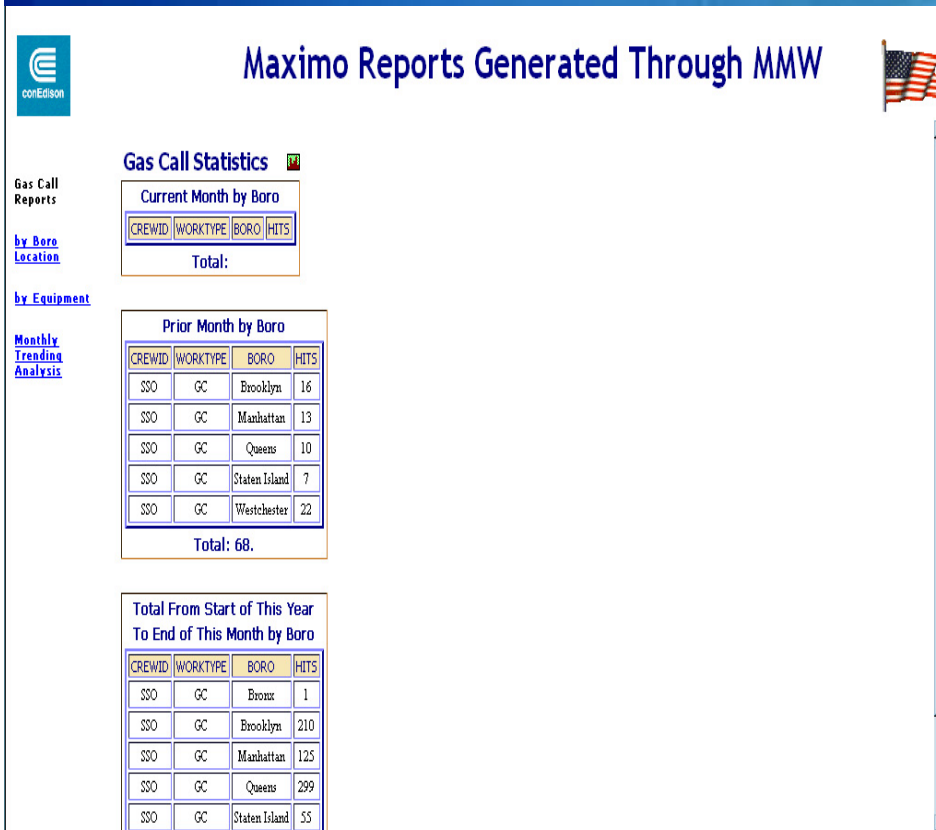 conEdison
Maximo Reports Generated Through MMW
Gas Call
Reports
by Boro
Location
by Equipment
Monthly
Trending
Analysis
Gas Call Statistics
Current Month by Boro
CREWID WORKTYPE BORO HITS
Total:
Prior Month by Boro
CREWID WORKTYPE BORO HITS
SSO GC Brooklyn 16
SSO GC Manhattan 13
SSO GC Queens 10
SSO GC Staten Island 7
SSO GC Westchester 22
Total: 68.
Total From Start of This Year
To End of This Month by Boro
CREWID WORKTYPE BORO HITS
SSO GC Bronx 1
SSO GC Brooklyn 210
SSO GC Manhattan 125
SSO GC Queens 299
SSO GC Staten Island 55